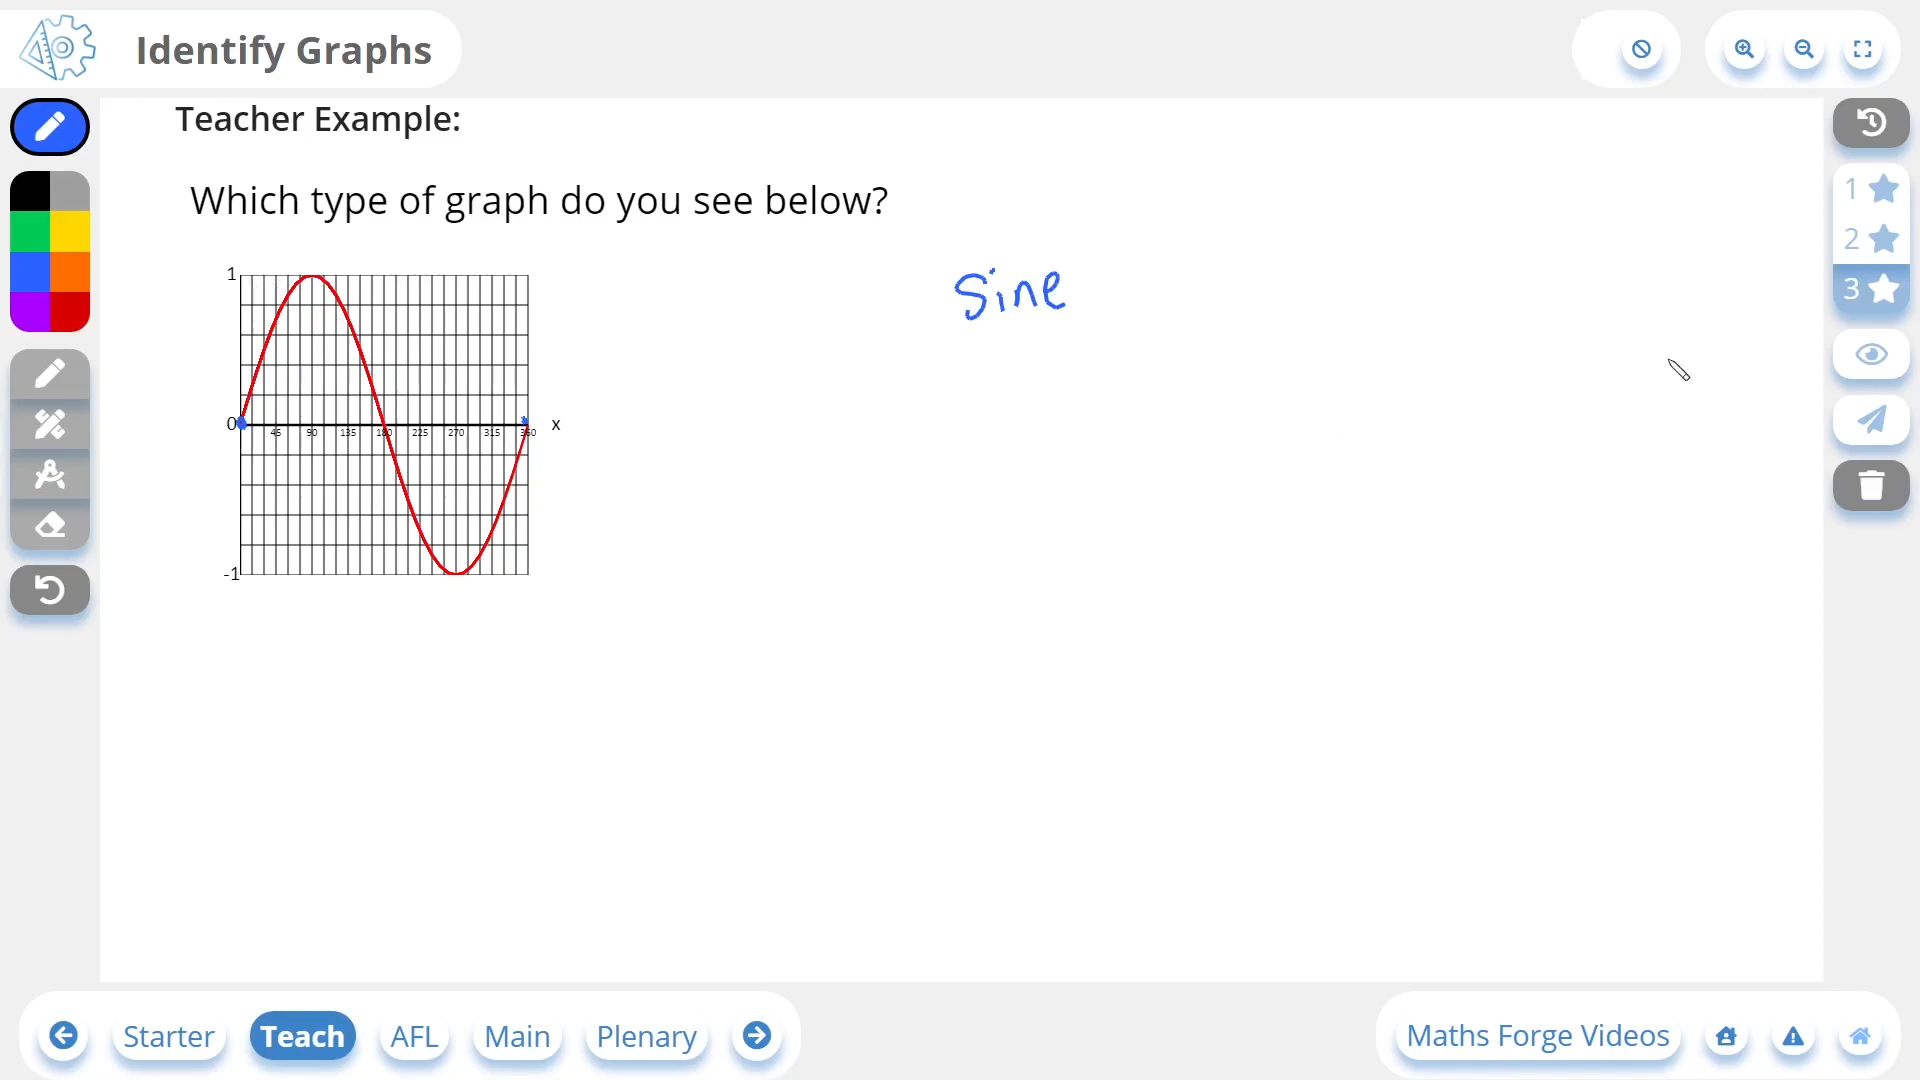 Identify Graphs
Teacher Example:
Which type of graph do you see below?
1
Sine
0
x
45 90 135 180 225 270 315 360
-1
1
2
3
Starter Teach AFL Main Plenary
Maths Forge Videos